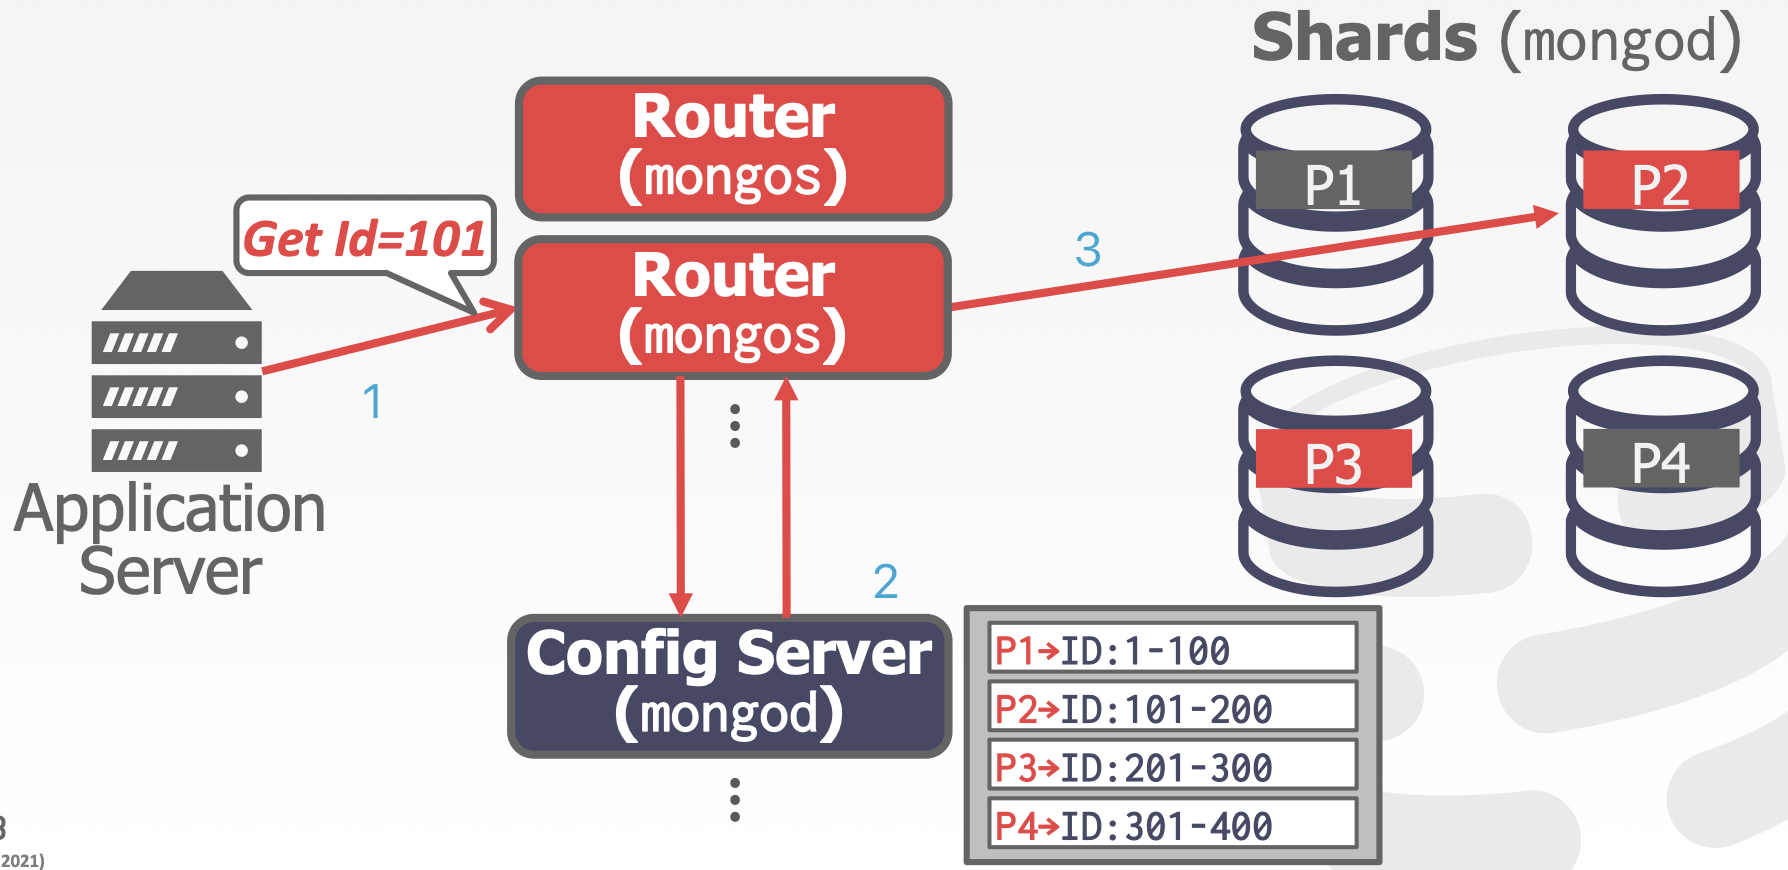 Shards (mongod)
Router
(mongos)
P1
P2
Get Id=101
Router
(mongos)
3
1
P3
P4
Application
Server
2
Config Server
(mongod)
P1→ID:1-100
P2→ID:101-200
P3→ID:201-300
P4→ID:301-400
2021)